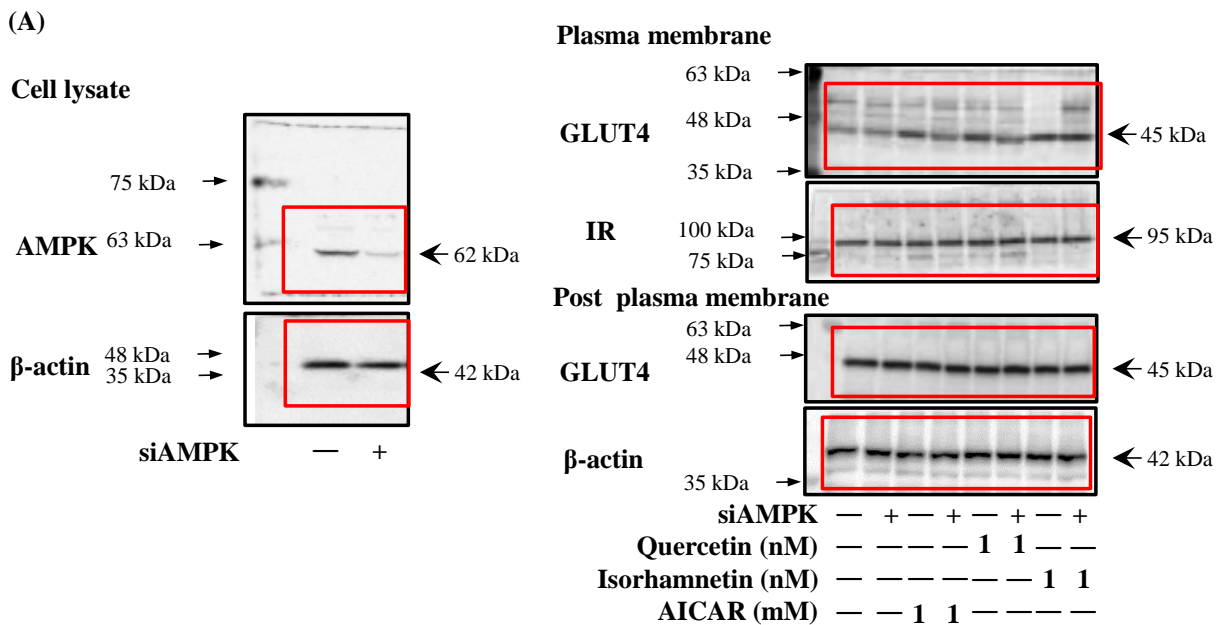 (A)
Cell lysate
75 kDa
AMPK 63 kDa 62 kDa
β-actin 48 kDa
35 kDa 42 kDa
siAMPK — +
Plasma membrane
63 kDa
48 kDa
GLUT4 45 kDa
35 kDa
IR 100 kDa 95 kDa
75 kDa
Post plasma membrane
63 kDa
48 kDa
GLUT4 45 kDa
β-actin 42 kDa
35 kDa
siAMPK — + — + — + — +
Quercetin (nM) — — — — 1 1 — —
Isorhamnetin (nM) — — — — — — 1 1
AICAR (mM) — — 1 1 — — — —